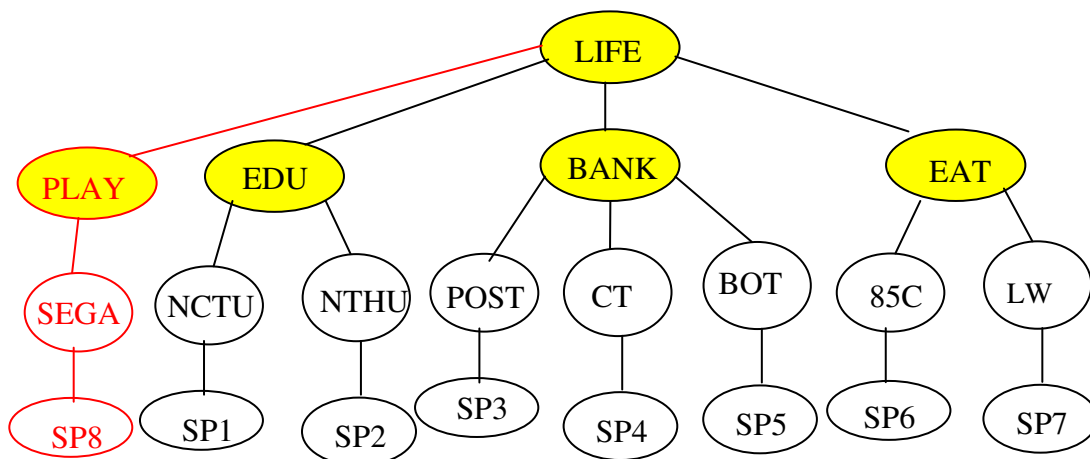 LIFE
PLAY
EDU
BANK
EAT
SEGA
NCTU
NTHU
POST
CT
BOT
85C
LW
SP8
SP1
SP2
SP3
SP4
SP5
SP6
SP7